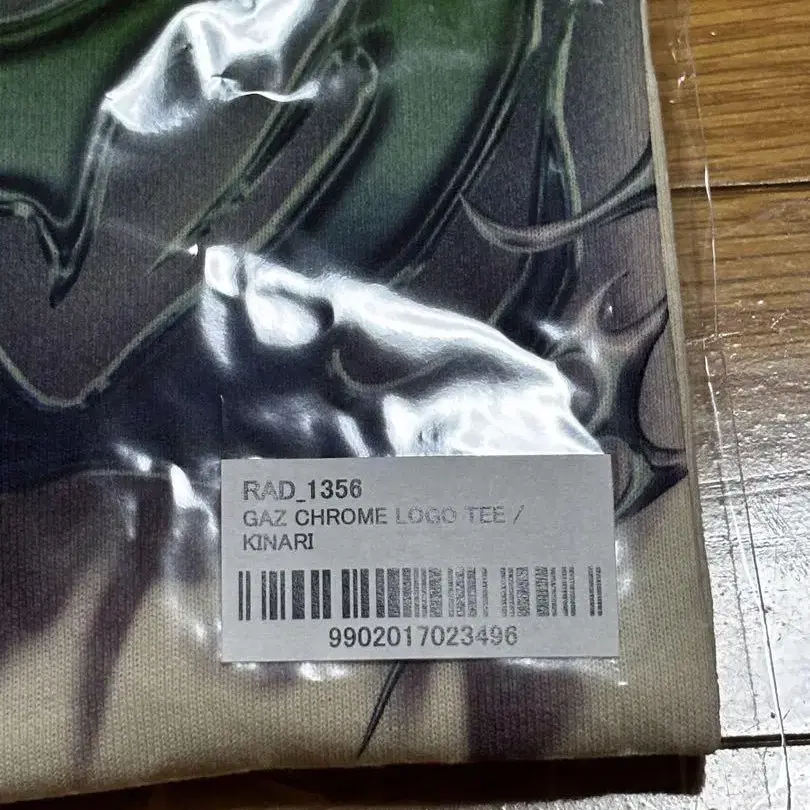 RAD_1356
GAZ CHROME LOGO TEE /
KINARI
9902017023496